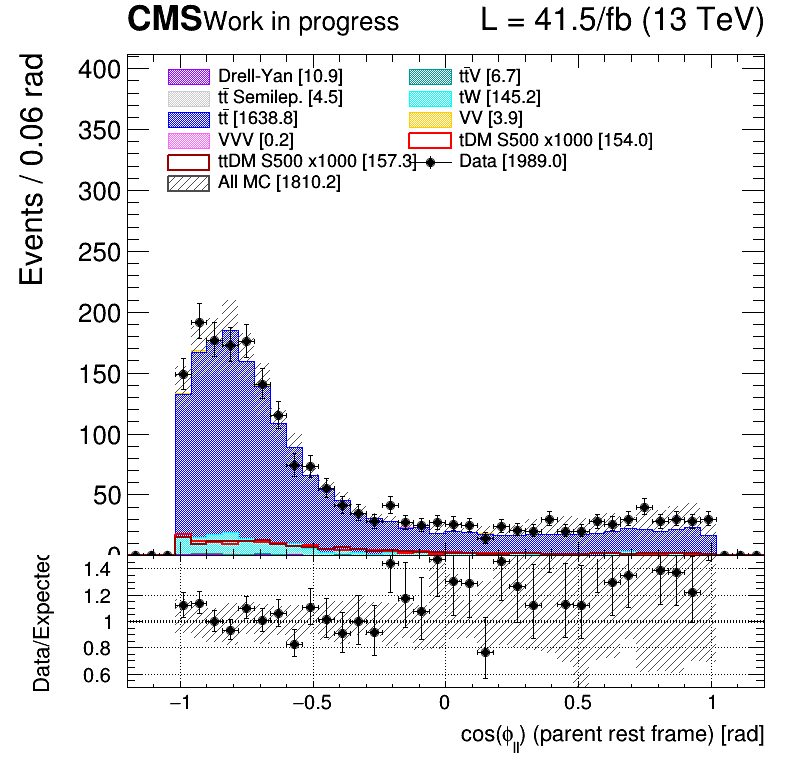 CMS Work in progress L = 41.5/fb (13 TeV)
Events / 0.06 rad
400
350
300
250
200
150
100
50
0
Drell-Yan [10.9] tt̄V [6.7]
tt̄ Semilep. [4.5] tW [145.2]
tt̄ [1638.8] VV [3.9]
VVV [0.2] tDM S500 x1000 [154.0]
ttDM S500 x1000 [157.3] Data [1989.0]
All MC [1810.2]
Data/Expected
1.4
1.2
1
0.8
0.6
−1 −0.5 0 0.5 1
cos(ϕll) (parent rest frame) [rad]